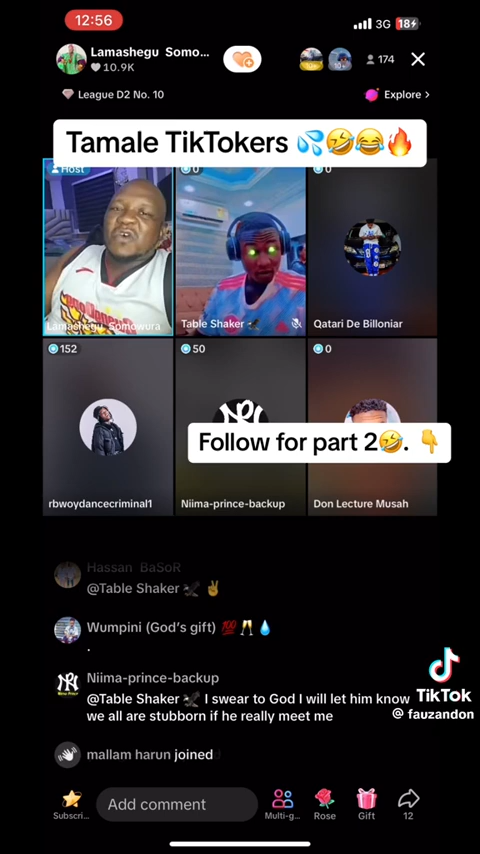 12:56
3G
18
Lamashegu Somo...
10.9K
174
League D2 No. 10
Explore >
Tamale TikTokers 💦🤣😂🔥
Host
0
0
Lamashegu Somowura
Table Shaker
Qatari De Billoniar
152
50
0
Follow for part 2🤣. 👇
rbwoydancecriminal1
Niima-prince-backup
Don Lecture Musah
Hassan BaSoR
@Table Shaker 🦅 ✌️
Wumpini (God's gift) 💯🥂💧
.
Niima-prince-backup
@Table Shaker 🦅 I swear to God I will let him know
we all are stubborn if he really meet me
TikTok
@ fauzandon
mallam harun joined
Add comment
Subscri...
Multi-g...
Rose
Gift
12